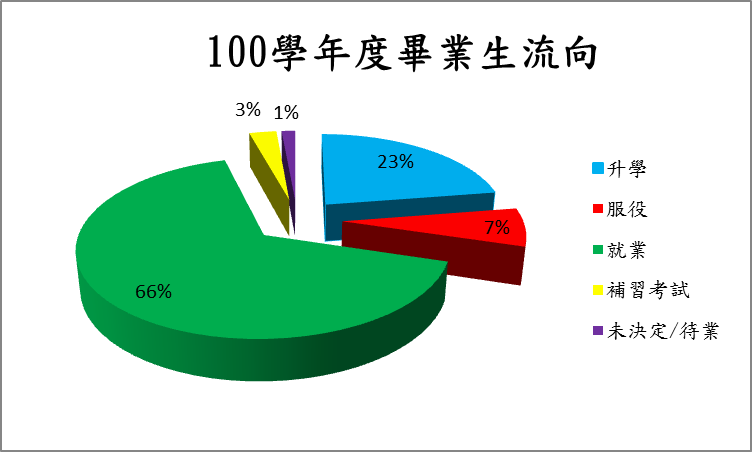 100學年度畢業生流向
3%
1%
23%
7%
66%
升學
服役
就業
補習考試
未決定/待業